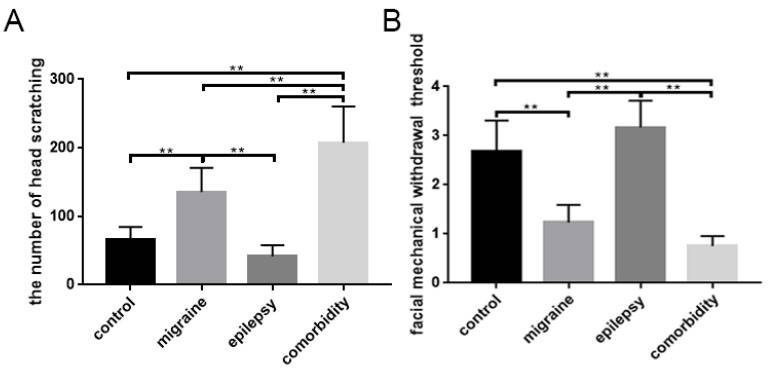 A
the number of head scratching
300
200
100
0
**
**
**
**
**
control
migraine
epilepsy
comorbidity
B
facial mechanical withdrawal threshold
4
3
2
1
0
**
**
**
**
control
migraine
epilepsy
comorbidity